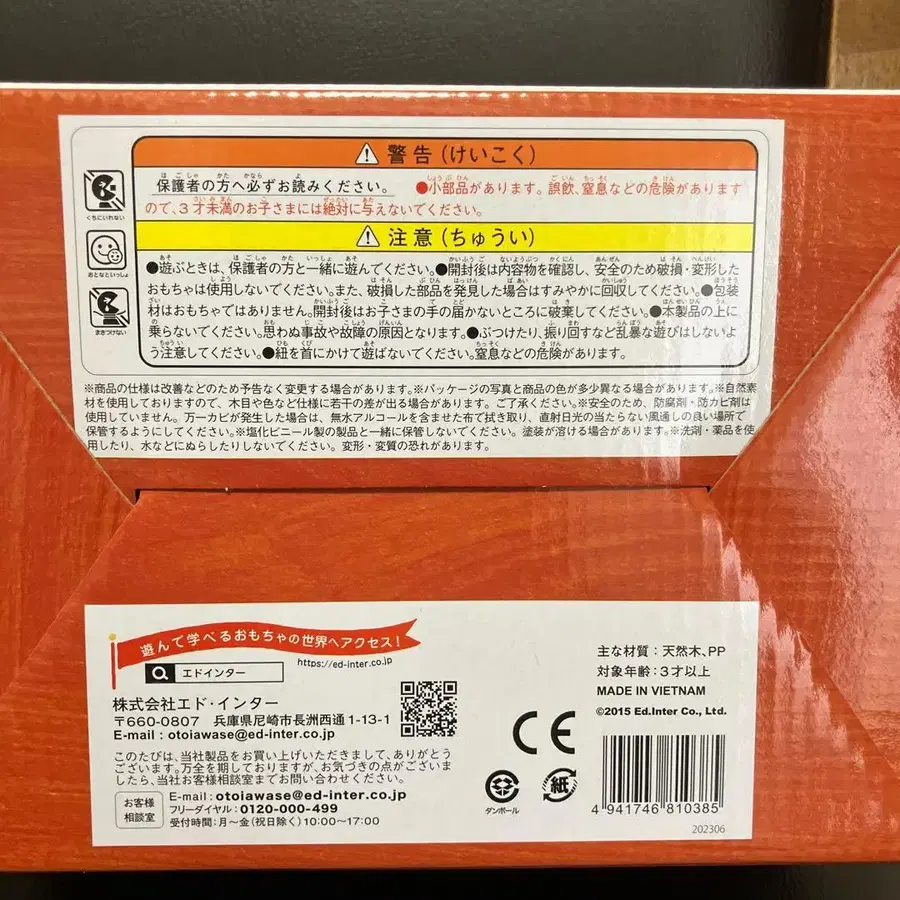 ⚠ 警告（けいこく）
保護者の方へ必ずお読みください。 ●小部品があります。誤飲、窒息などの危険があります
ので、3才未満のお子さまには絶対に与えないでください。
⚠ 注意（ちゅうい）
●遊ぶときは、保護者の方と一緒に遊んでください。●開封後は内容物を確認し、安全のため破損・変形した
おもちゃは使用しないでください。また、破損した部品を発見した場合はすみやかに回収してください。●包装
材はおもちゃではありません。開封後はお子さまの手の届かないところに破棄してください。●本製品の上に
乗らないでください。思わぬ事故や故障の原因となります。●ぶつけたり、振り回すなど乱暴な遊びはしないよ
う注意してください。●紐を首にかけて遊ばないでください。窒息などの危険があります。
くちにいれない
おとなといっしょ
まきつけない
※商品の仕様は改善などのため予告なく変更する場合があります。※パッケージの写真と商品の色が多少異なる場合があります。※自然素
材を使用しておりますので、木目や色など仕様に若干の差が出る場合があります。ご了承ください。※安全のため、防腐剤・防カビ剤は
使用していません。万一カビが発生した場合は、無水アルコールを含ませた布で拭き取り、直射日光の当たらない風通しの良い場所で
保管するようにしてください。※塩化ビニール製の製品と一緒に保管しないでください。塗装が溶ける場合があります。※洗剤・薬品を使
用したり、水などにぬらしたりしないでください。変形・変質の恐れがあります。
遊んで学べるおもちゃの世界へアクセス！
https://ed-inter.co.jp
エドインター
株式会社エド・インター
〒660-0807 兵庫県尼崎市長洲西通1-13-1
E-mail : otoiawase@ed-inter.co.jp
このたびは、当社製品をお買い上げいただきまして、ありがとう
ございます。万全を期しておりますが、お気づきの点がございま
したら、当社お客様相談室までお問い合わせください。
お客様
相談室
E-mail : otoiawase@ed-inter.co.jp
フリーダイヤル : 0120-000-499
受付時間：月～金（祝日除く）10:00～17:00
主な材質：天然木、PP
対象年齢：3才以上
MADE IN VIETNAM
©2015 Ed.Inter Co., Ltd.
CE
ダンボール
紙
4 941746 810385
202306